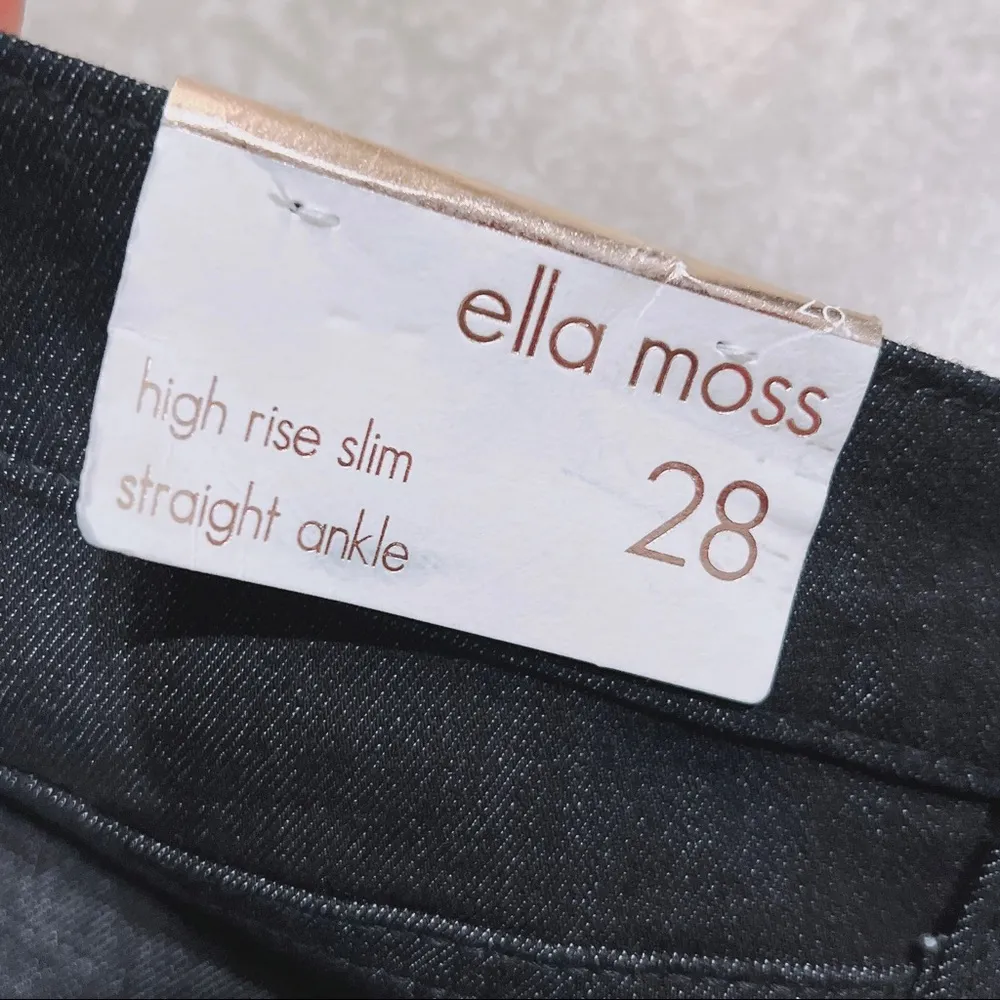 ella moss
high rise slim
straight ankle
28